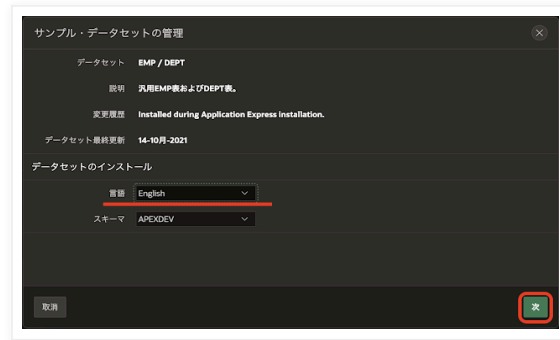 サンプル・データセットの管理
データセット EMP / DEPT
説明 汎用EMP表およびDEPT表。
変更履歴 Installed during Application Express installation.
データセット最終更新 14-10月-2021
データセットのインストール
言語 English
スキーマ APEXDEV
取消 次